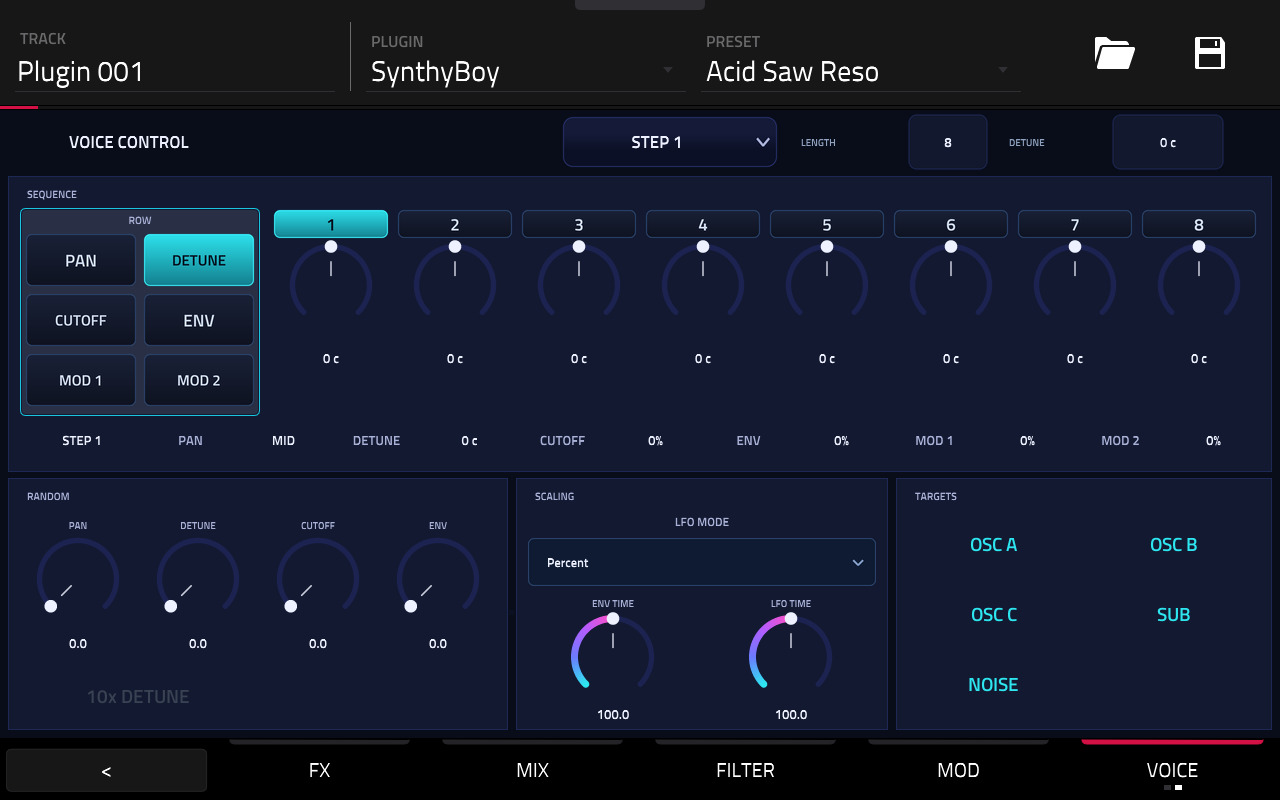 TRACK
Plugin 001
PLUGIN
SynthyBoy
PRESET
Acid Saw Reso
VOICE CONTROL
STEP 1
LENGTH
8
DETUNE
0 c
SEQUENCE
ROW
PAN
DETUNE
CUTOFF
ENV
MOD 1
MOD 2
1 2 3 4 5 6 7 8
0 c 0 c 0 c 0 c 0 c 0 c 0 c 0 c
STEP 1 PAN MID DETUNE 0 c CUTOFF 0% ENV 0% MOD 1 0% MOD 2 0%
RANDOM
PAN DETUNE CUTOFF ENV
0.0 0.0 0.0 0.0
10x DETUNE
SCALING
LFO MODE
Percent
ENV TIME LFO TIME
100.0 100.0
TARGETS
OSC A OSC B
OSC C SUB
NOISE
< FX MIX FILTER MOD VOICE